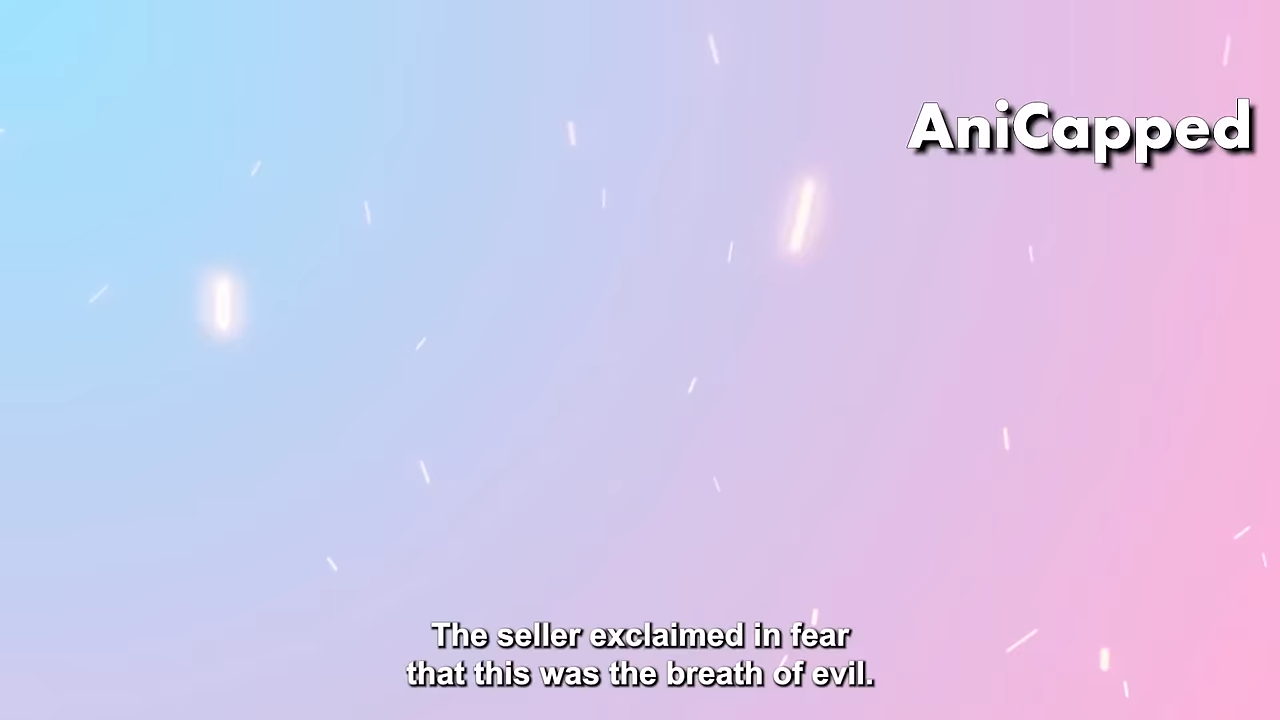 AniCapped
The seller exclaimed in fear
that this was the breath of evil.